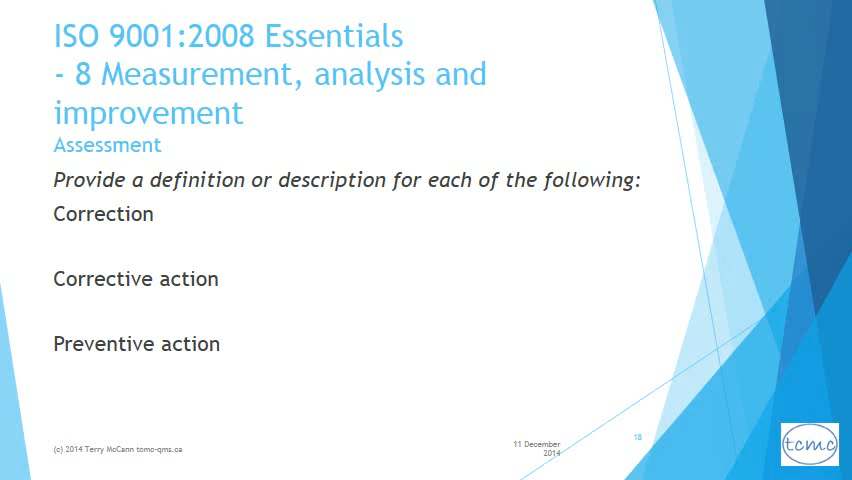 ISO 9001:2008 Essentials
- 8 Measurement, analysis and
improvement
Assessment
Provide a definition or description for each of the following:
Correction
Corrective action
Preventive action
(c) 2014 Terry McCann tcmc-qms.ca
11 December
2014
18
tcmc